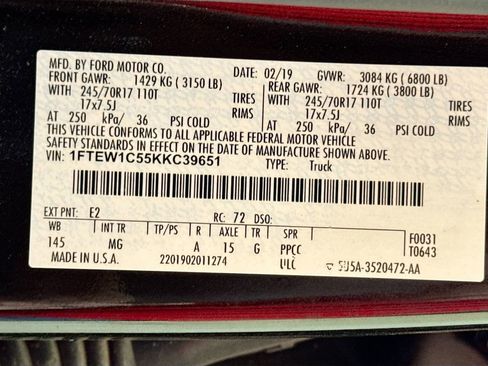 MFD. BY FORD MOTOR CO.
DATE: 02/19 GVWR: 3084 KG ( 6800 LB)
FRONT GAWR: 1429 KG ( 3150 LB) REAR GAWR: 1724 KG ( 3800 LB)
WITH 245/70R17 110T TIRES WITH 245/70R17 110T TIRES
17x7.5J RIMS 17x7.5J RIMS
AT 250 kPa/ 36 PSI COLD AT 250 kPa/ 36 PSI COLD
THIS VEHICLE CONFORMS TO ALL APPLICABLE FEDERAL MOTOR VEHICLE
SAFETY STANDARDS IN EFFECT ON THE DATE OF MANUFACTURE SHOWN ABOVE.
VIN: 1FTEW1C55KKC39651 TYPE: Truck
EXT PNT: E2 RC: 72 DSO:
WB INT TR TP/PS R AXLE TR SPR F0031
145 MG A 15 G PPCC T0643
MADE IN U.S.A. 2201902011274 5U5A-3520472-AA